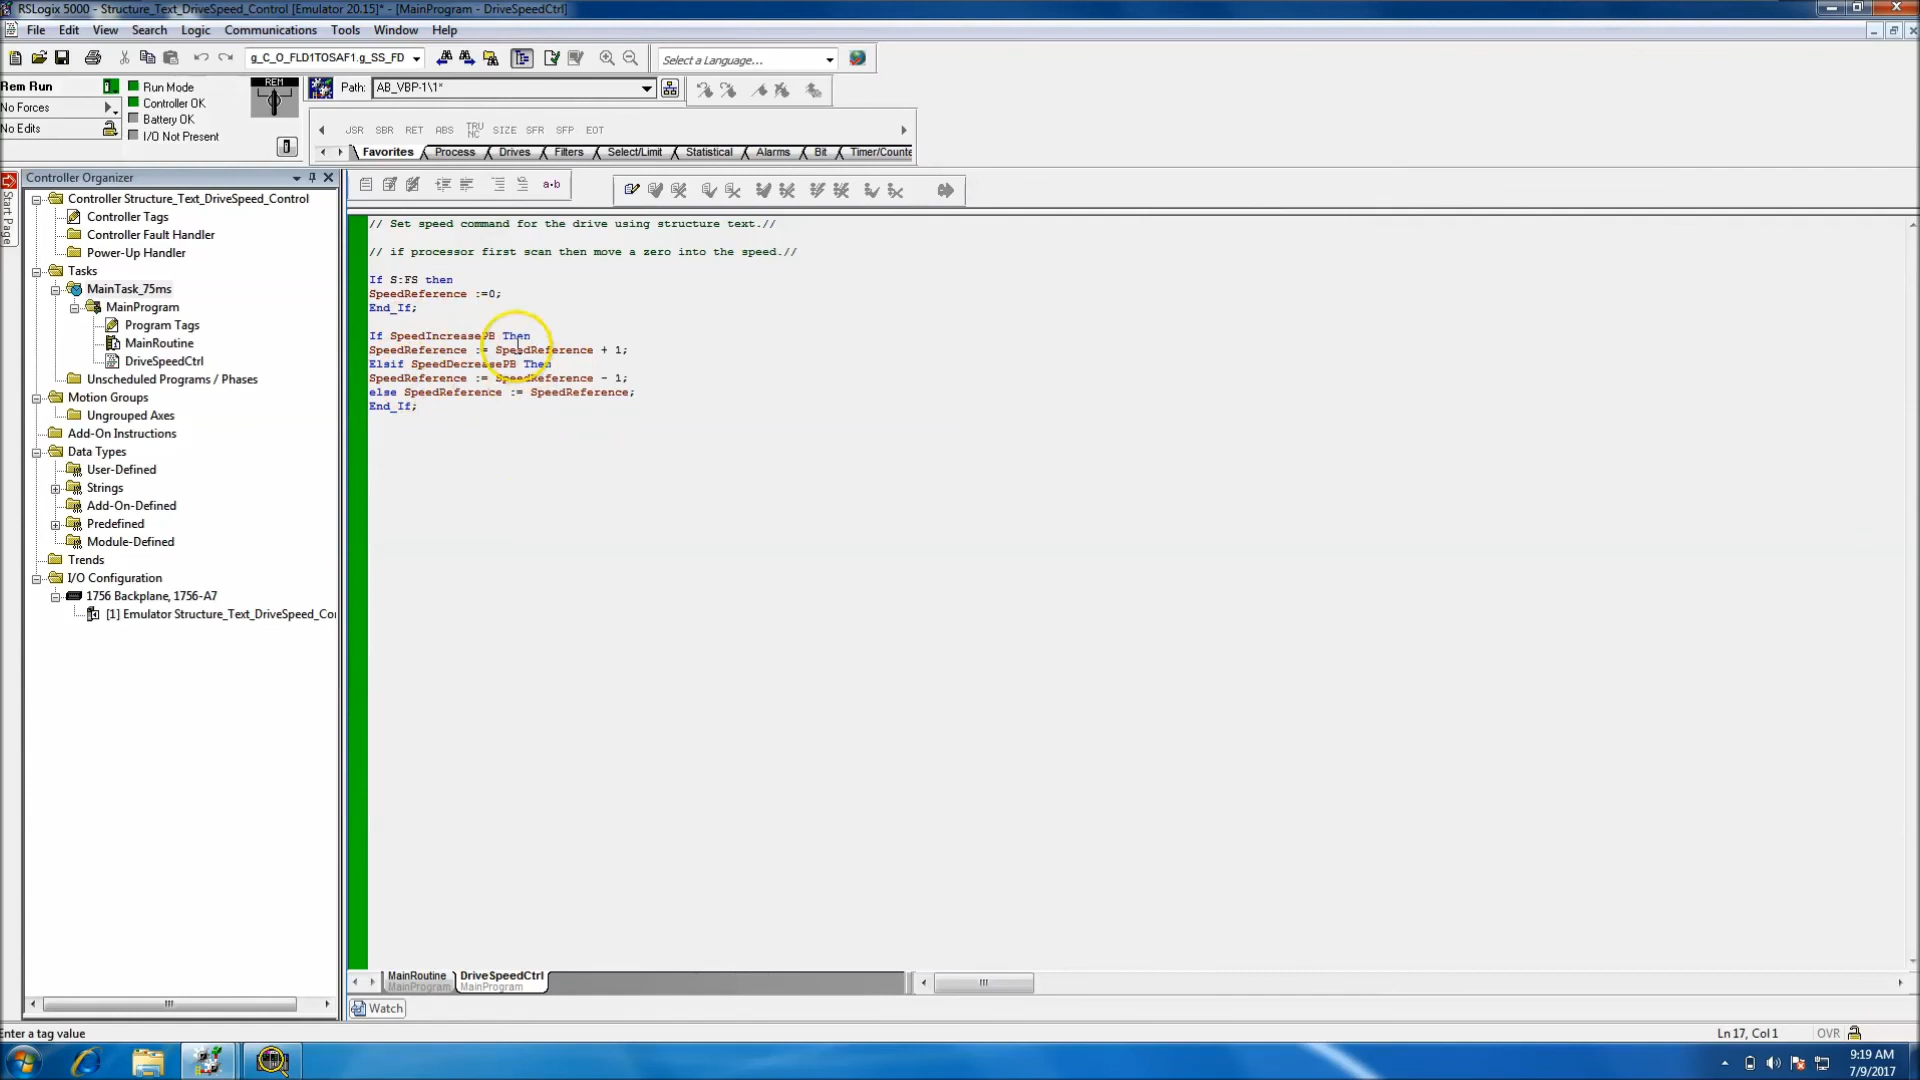 RSLogix 5000 - Structure_Text_DriveSpeed_Control [Emulator 20.15]* - [MainProgram - DriveSpeedCtrl]
File Edit View Search Logic Communications Tools Window Help
g_C_O_FLD1TOSAF1.g_SS_FD
Select a Language...
Rem Run
No Forces
No Edits
Run Mode
Controller OK
Battery OK
I/O Not Present
REM
Path: AB_VBP-1\1*
JSR SBR RET ABS TRUNC SIZE SFR SFP EOT
Favorites Process Drives Filters Select/Limit Statistical Alarms Bit Timer/Counte
Start Page
Controller Organizer
Controller Structure_Text_DriveSpeed_Control
Controller Tags
Controller Fault Handler
Power-Up Handler
Tasks
MainTask_75ms
MainProgram
Program Tags
MainRoutine
DriveSpeedCtrl
Unscheduled Programs / Phases
Motion Groups
Ungrouped Axes
Add-On Instructions
Data Types
User-Defined
Strings
Add-On-Defined
Predefined
Module-Defined
Trends
I/O Configuration
1756 Backplane, 1756-A7
[1] Emulator Structure_Text_DriveSpeed_Co
a•b
// Set speed command for the drive using structure text.//
// if processor first scan then move a zero into the speed.//
If S:FS then
SpeedReference :=0;
End_If;
If SpeedIncreasePB Then
SpeedReference := SpeedReference + 1;
Elsif SpeedDecreasePB Then
SpeedReference := SpeedReference - 1;
else SpeedReference := SpeedReference;
End_If;
MainRoutine
MainProgram
DriveSpeedCtrl
MainProgram
Watch
Enter a tag value
Ln 17, Col 1
OVR
9:19 AM
7/9/2017